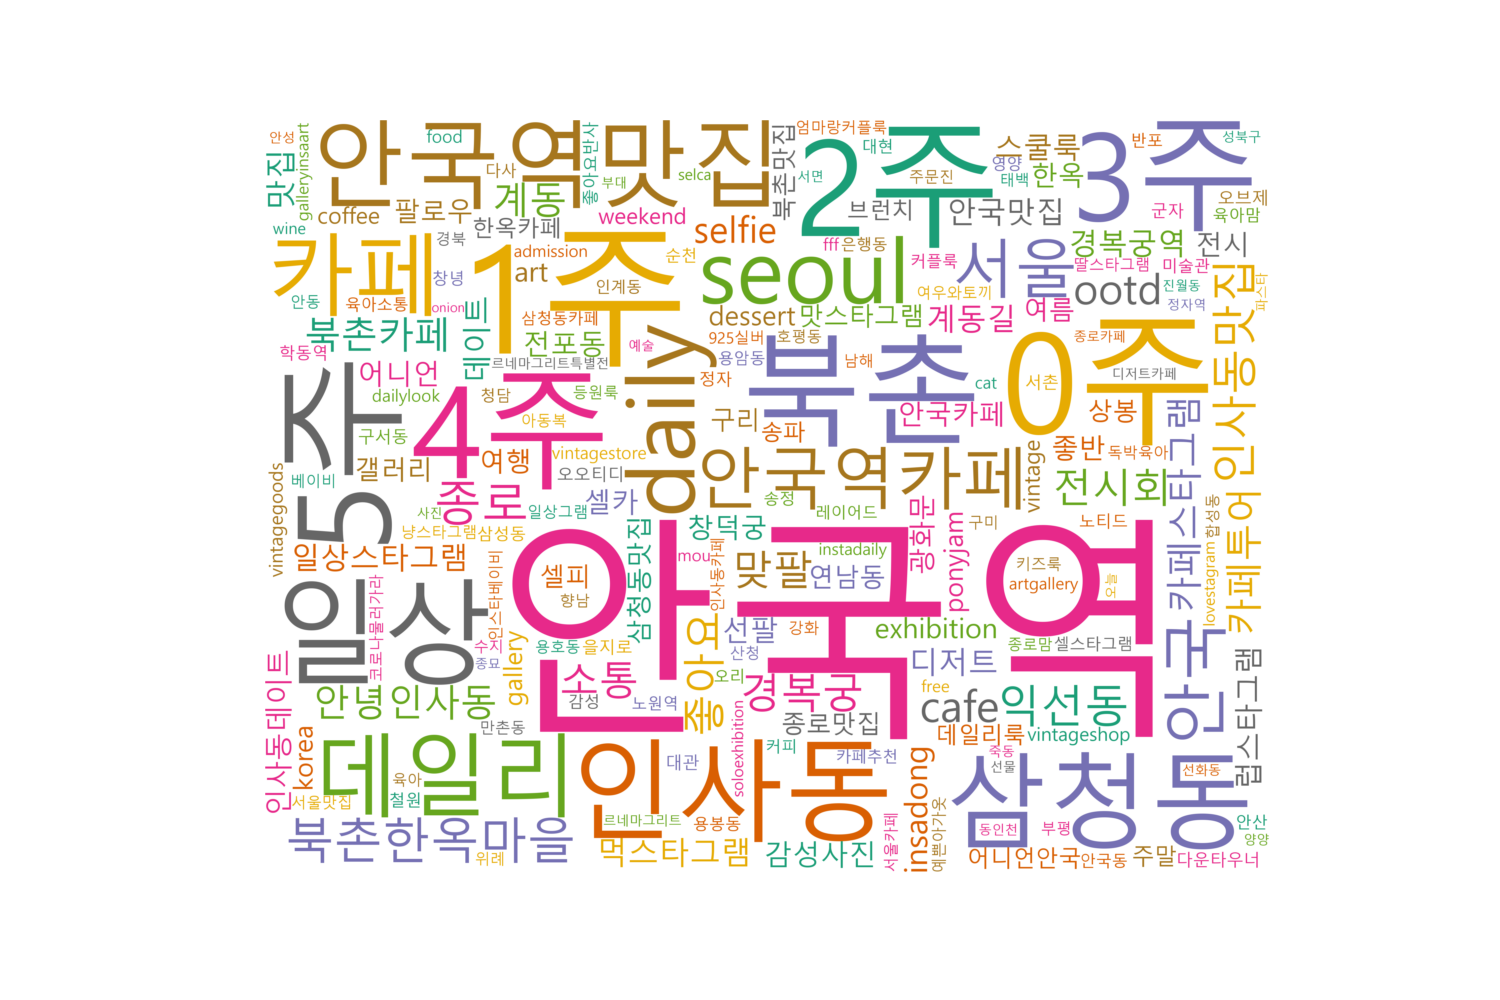 안성
food
다사
안국역맛집
좋아요반사
엄마랑커플룩
북촌맛집
2주
3주
스쿨룩
반포
성북구
맛집
galleryinsaart
계동
부대
selca
서면
대현
주문진
영양
태백
한옥
오브제
육아맘
군자
coffee
팔로우
wine
한옥카페
weekend
selfie
브런치
안국맛집
경복궁역
전시
카페
경북
창녕
1주
admission
art
순천
인계동
seoul
fff
은행동
커플룩
서울
딸스타그램
미술관
ootd
진월동
정자역
인사동맛집
파스타
안동
육아소통
onion
북촌카페
데이트
삼청동카페
전포동
예술
dessert
맛스타그램
여우와토끼
계동길
여름
925실버
호평동
종로카페
학동역
어니언
르네마그리트특별전
daily
용암동
남해
북촌
cat
0주
서촌
디저트카페
5주
dailylook
4주
청담
등원룩
정자
안국카페
상봉
카페스타그램
구서동
아동복
구리
송파
좋반
독박육아
갤러리
여행
vintagestore
오오티디
안국역카페
vintage
전시회
카페투어
vintagegoods
베이비
종로
셀카
송정
사진
일상그램
냥스타그램
삼성동
삼청동맛집
창덕궁
레이어드
광화문
구미
노티드
합성동
일상스타그램
인스타베이비
안국역
mou
인사동카페
맞팔
instadaily
연남동
ponyjam
키즈룩
artgallery
오늘
lovestagram
일상
코로나물러가라
셀피
향남
선팔
강화
exhibition
종로맘
셀스타그램
안국
수지
종묘
용호동
을지로
좋아요
산청
디저트
인사동데이트
안녕인사동
gallery
소통
감성
노원역
오리
경복궁
free
cafe
익선동
럽스타그램
korea
만촌동
soloexhibition
종로맛집
데일리룩
vintageshop
데일리
인사동
커피
카페추천
죽동
선물
삼청동
선화동
육아
철원
서울맛집
대관
insadong
르네마그리트
용봉동
동인천
부평
안산
양양
북촌한옥마을
위례
먹스타그램
감성사진
서울카페
예쁜아가옷
어니언안국
안국동
주말
다운타우너